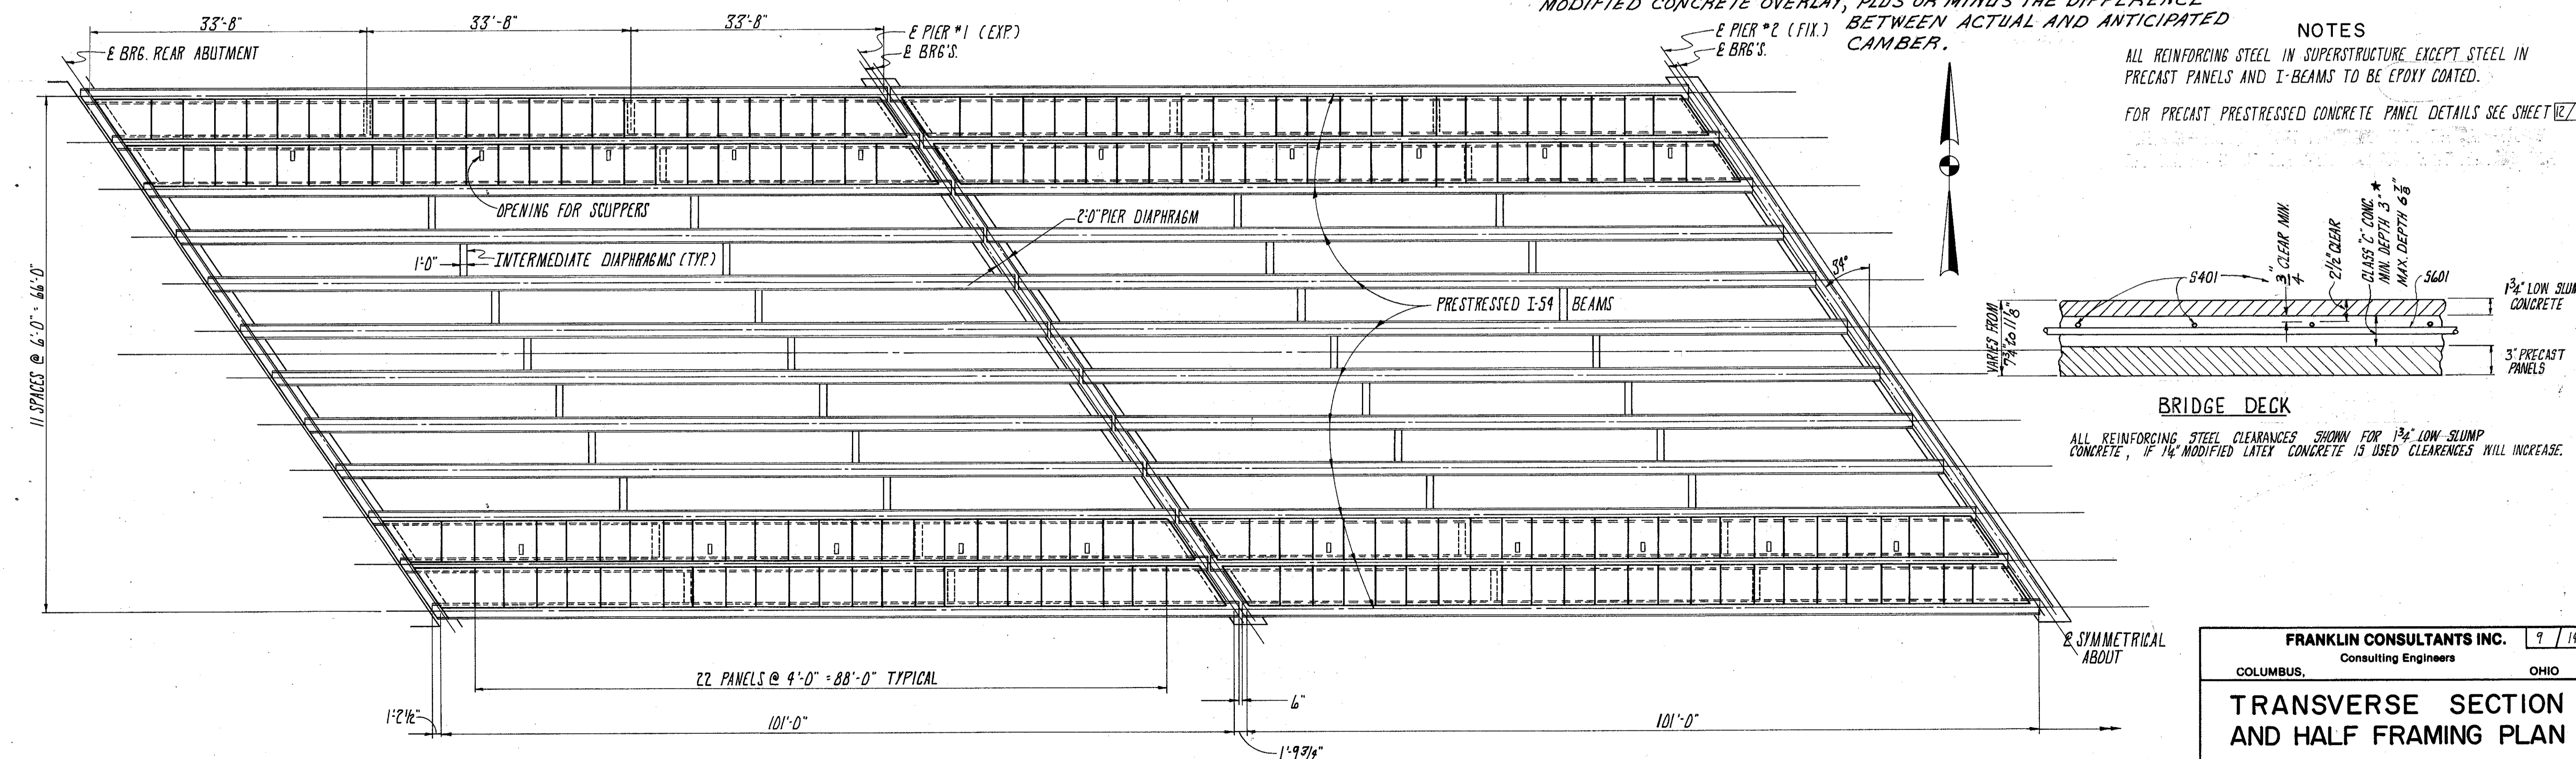 MODIFIED CONCRETE OVERLAY, PLUS OR MINUS THE DIFFERENCE
BETWEEN ACTUAL AND ANTICIPATED
CAMBER.
33'-8"
33'-8"
33'-8"
℄ BRG. REAR ABUTMENT
℄ PIER #1 (EXP.)
℄ BRG'S.
℄ PIER #2 (FIX.)
℄ BRG'S.
NOTES
ALL REINFORCING STEEL IN SUPERSTRUCTURE EXCEPT STEEL IN
PRECAST PANELS AND I-BEAMS TO BE EPOXY COATED.
FOR PRECAST PRESTRESSED CONCRETE PANEL DETAILS SEE SHEET 12/
OPENING FOR SCUPPERS
2'-0" PIER DIAPHRAGM
1'-0"
INTERMEDIATE DIAPHRAGMS (TYP.)
PRESTRESSED I-54 BEAMS
34°
11 SPACES @ 6'-0" = 66'-0"
S401
3/4" CLEAR MIN.
2 1/2" CLEAR
CLASS "C" CONC.
MIN. DEPTH 3" ★
MAX. DEPTH 6 7/8"
S601
1 3/4" LOW SLUM
CONCRETE
VARIES FROM
7 3/4" to 11 5/8"
3" PRECAST
PANELS
BRIDGE DECK
ALL REINFORCING STEEL CLEARANCES SHOWN FOR 1 3/4" LOW SLUMP
CONCRETE, IF 1 1/4" MODIFIED LATEX CONCRETE IS USED CLEARENCES WILL INCREASE.
℄ SYMMETRICAL
ABOUT
22 PANELS @ 4'-0" = 88'-0" TYPICAL
6"
1'-2 1/2"
101'-0"
101'-0"
1'-9 3/4"
FRANKLIN CONSULTANTS INC.
9 / 14
Consulting Engineers
COLUMBUS, OHIO
TRANSVERSE SECTION
AND HALF FRAMING PLAN